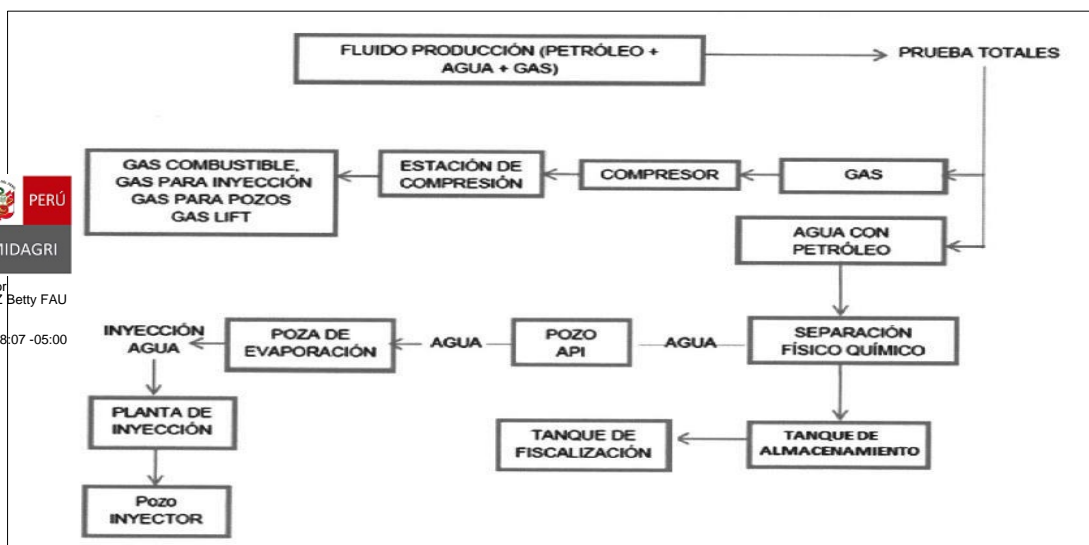 FLUIDO PRODUCCIÓN (PETRÓLEO +
AGUA + GAS)
PRUEBA TOTALES
GAS COMBUSTIBLE,
GAS PARA INYECCIÓN
GAS PARA POZOS
GAS LIFT
ESTACIÓN DE
COMPRESIÓN
COMPRESOR
GAS
PERÚ
MIDAGRI
AGUA CON
PETRÓLEO
or
Z Betty FAU
8:07 -05:00
INYECCIÓN
AGUA
POZA DE
EVAPORACIÓN
AGUA
POZO
API
AGUA
SEPARACIÓN
FÍSICO QUÍMICO
PLANTA DE
INYECCIÓN
TANQUE DE
FISCALIZACIÓN
TANQUE DE
ALMACENAMIENTO
Pozo
INYECTOR